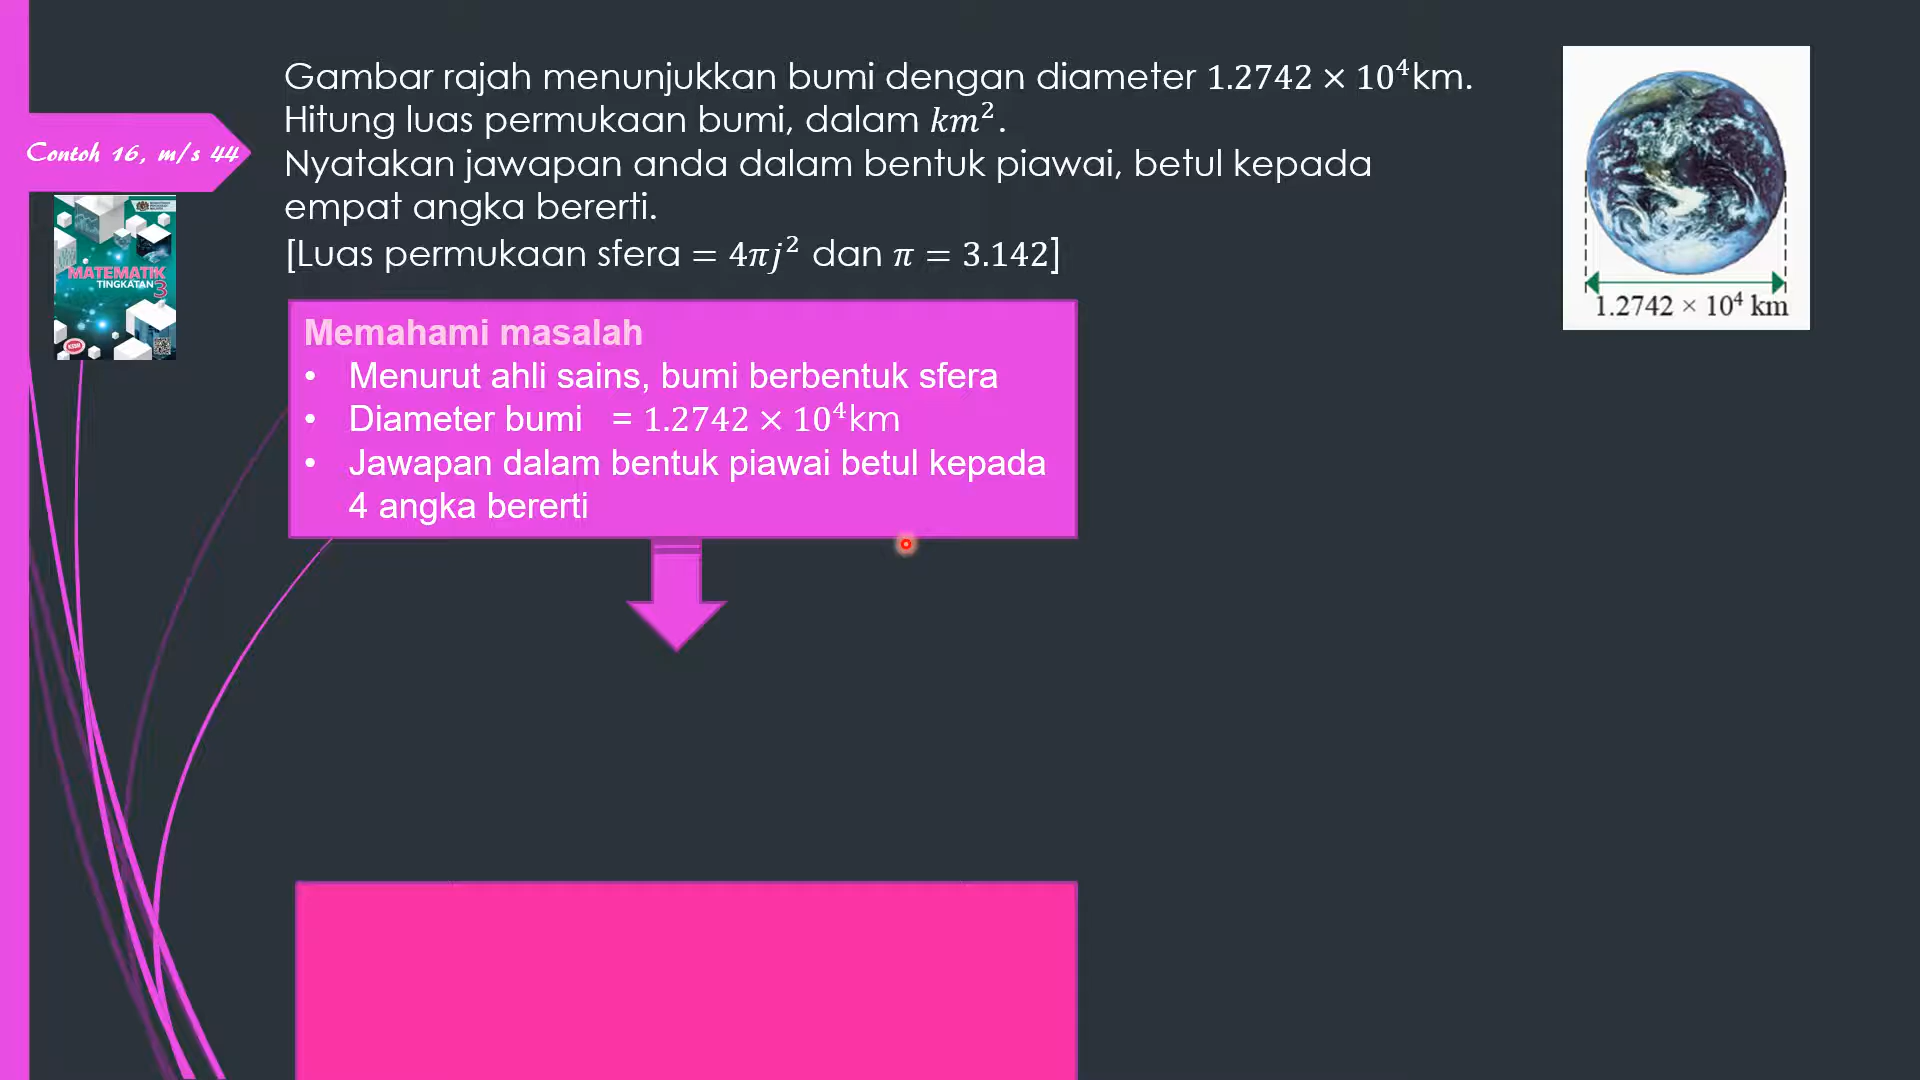 Gambar rajah menunjukkan bumi dengan diameter 1.2742 × 10⁴km.
Hitung luas permukaan bumi, dalam km².
Nyatakan jawapan anda dalam bentuk piawai, betul kepada
empat angka bererti.
[Luas permukaan sfera = 4πj² dan π = 3.142]
Contoh 16, m/s 44
MATEMATIK
TINGKATAN 3
1.2742 × 10⁴ km
Memahami masalah
• Menurut ahli sains, bumi berbentuk sfera
• Diameter bumi = 1.2742 × 10⁴km
• Jawapan dalam bentuk piawai betul kepada
4 angka bererti